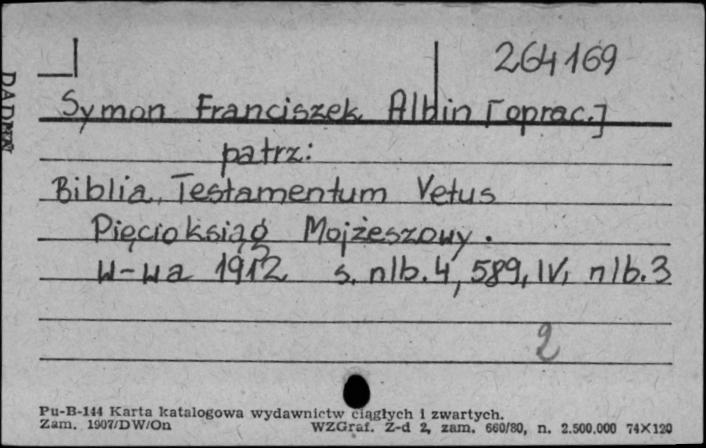 264169
Symon Franciszek Albin [oprac.]
patrz:
Biblia, Testamentum Vetus
Pięcioksiąg Mojżeszowy.
W-wa 1912 s. nlb. 4, 589, IV, nlb. 3
2
Pu-B-144 Karta katalogowa wydawnictw ciągłych i zwartych.
Zam. 1907/DW/On WZGraf. Z-d 2, zam. 660/80, n. 2.500.000 74X120